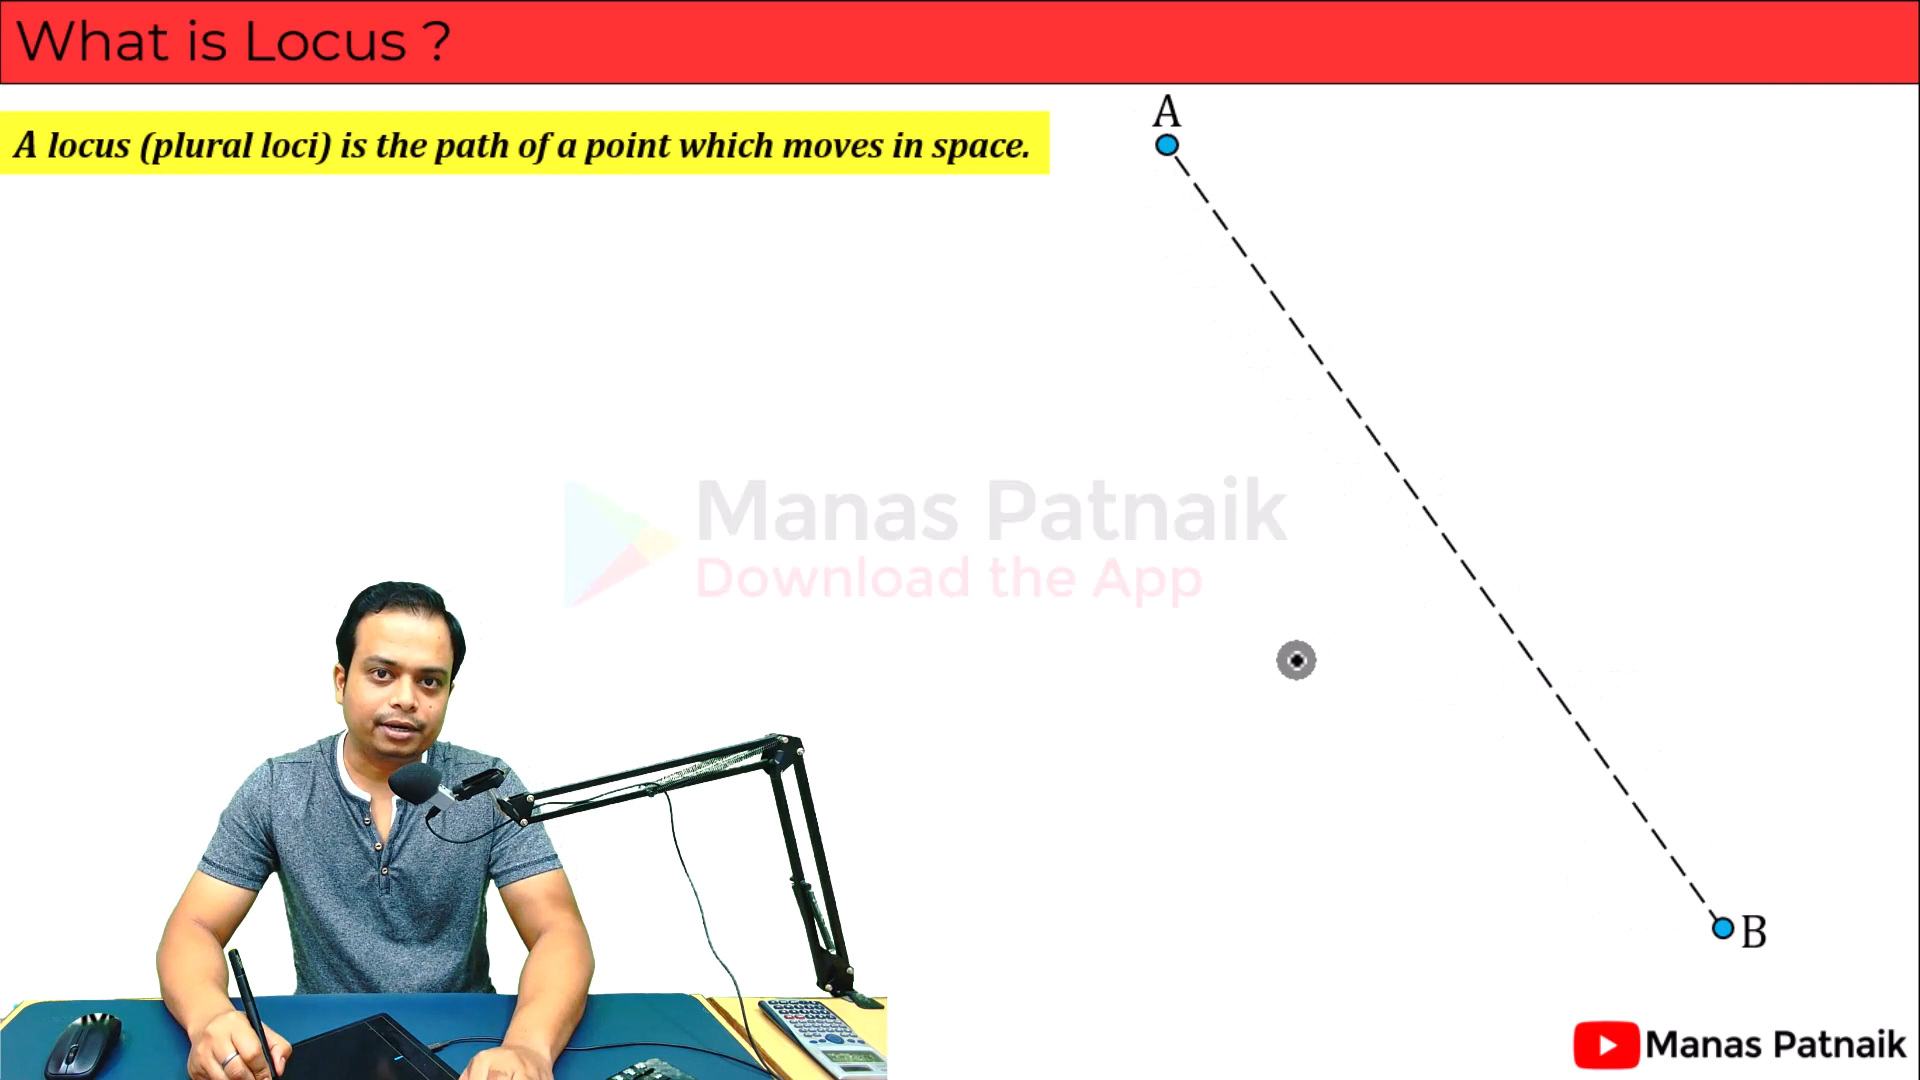 What is Locus ?
A locus (plural loci) is the path of a point which moves in space.
A
Manas Patnaik
Download the App
B
Manas Patnaik